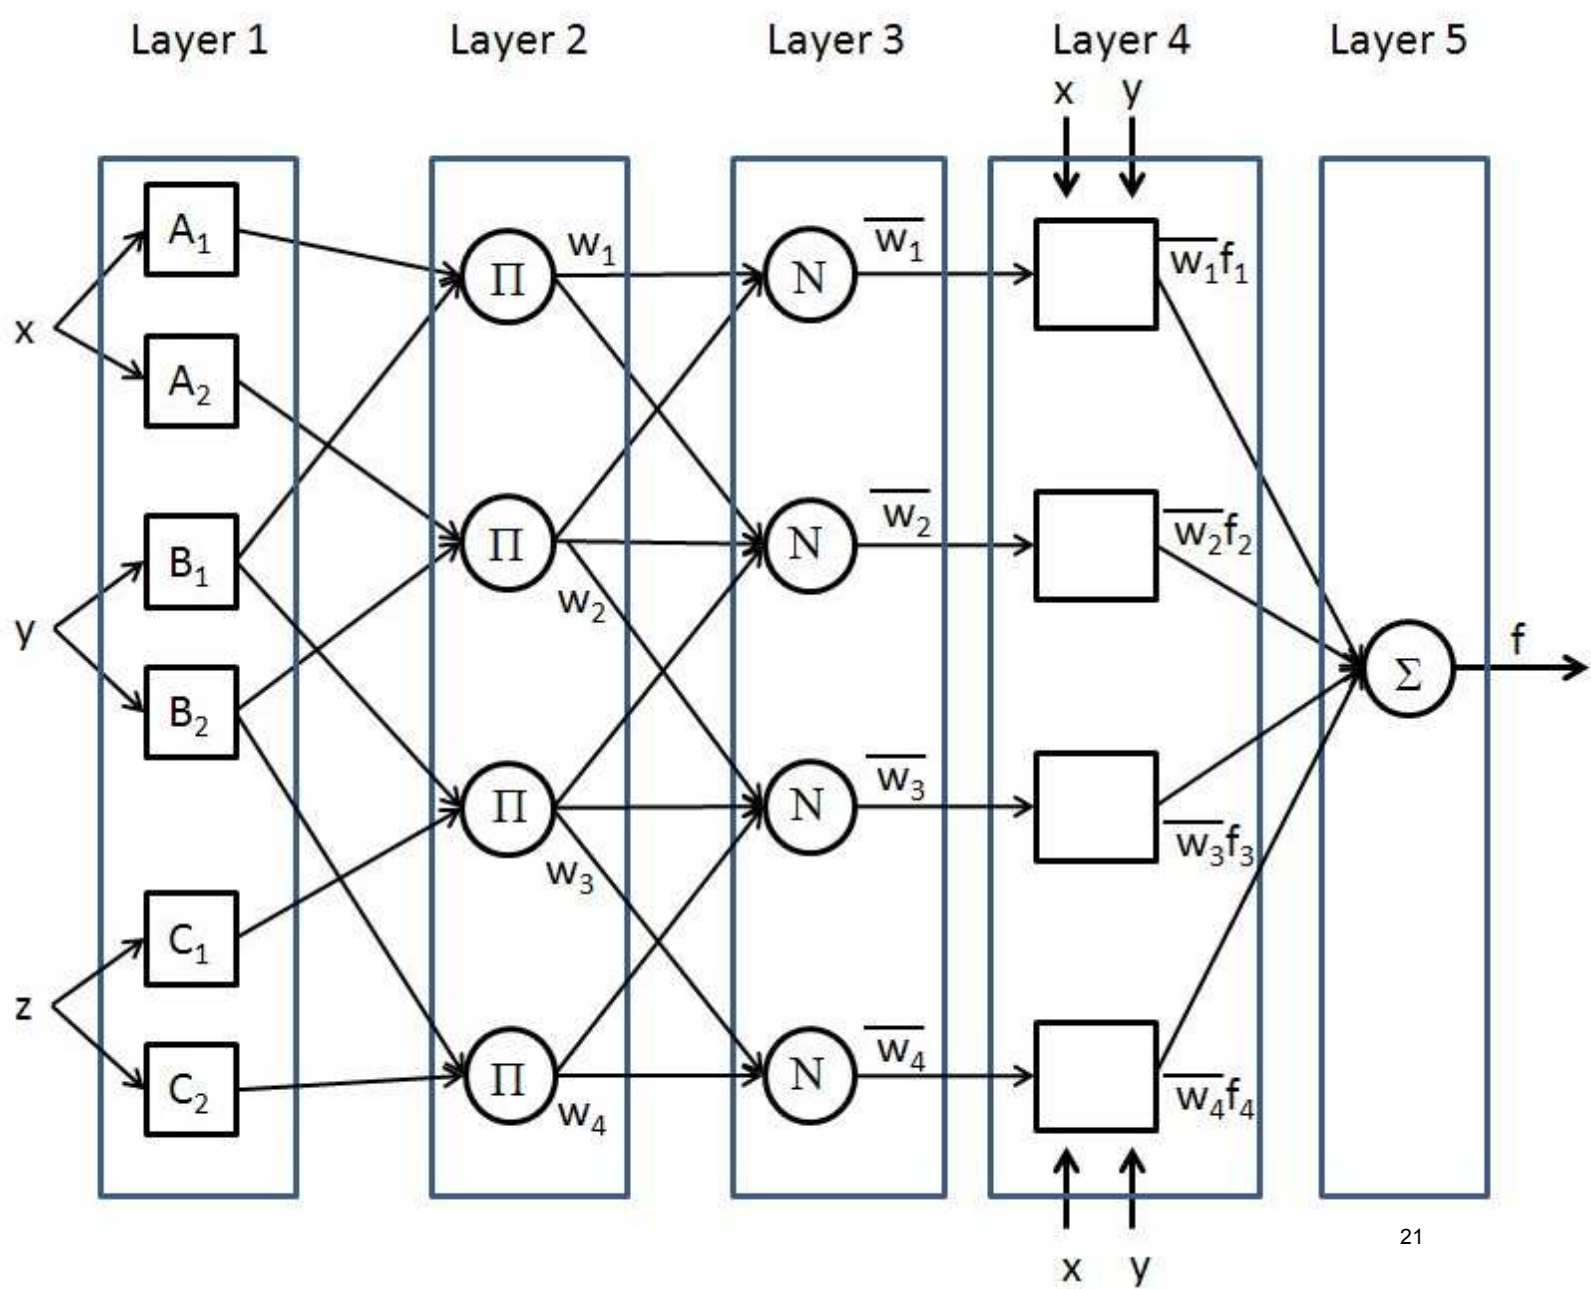 Layer 1 Layer 2 Layer 3 Layer 4 Layer 5
x y
A₁ Π w₁ N w̅₁ w̅₁f₁
x
A₂
B₁ Π w₂ N w̅₂ w̅₂f₂
y
B₂
Σ f
Π w₃ N w̅₃ w̅₃f₃
C₁
z
C₂ Π w₄ N w̅₄ w̅₄f₄
x y
21